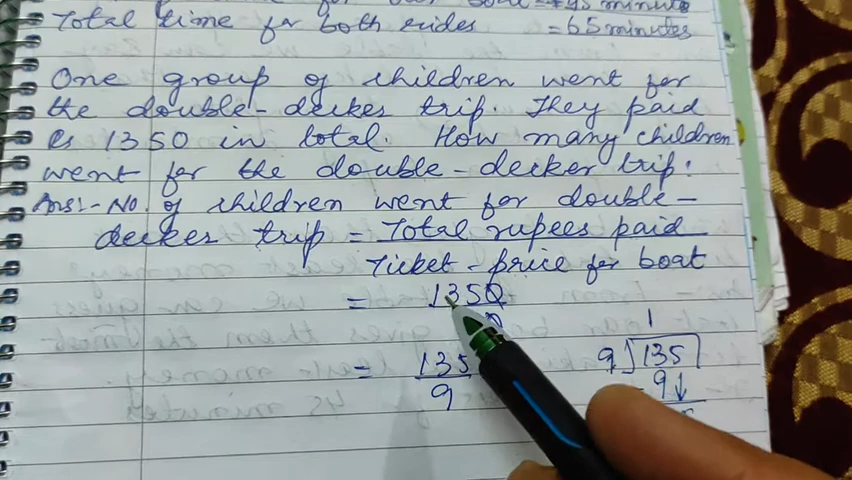 Total time for both rides = 65 minutes
One group of children went for
the double-decker trip. They paid
Rs 1350 in total. How many children
went for the double-decker trip?
Ans:- No. of children went for double-
decker trip = Total rupees paid
Ticket-price for boat
= 1350
= 135
9
1
9 135
9↓